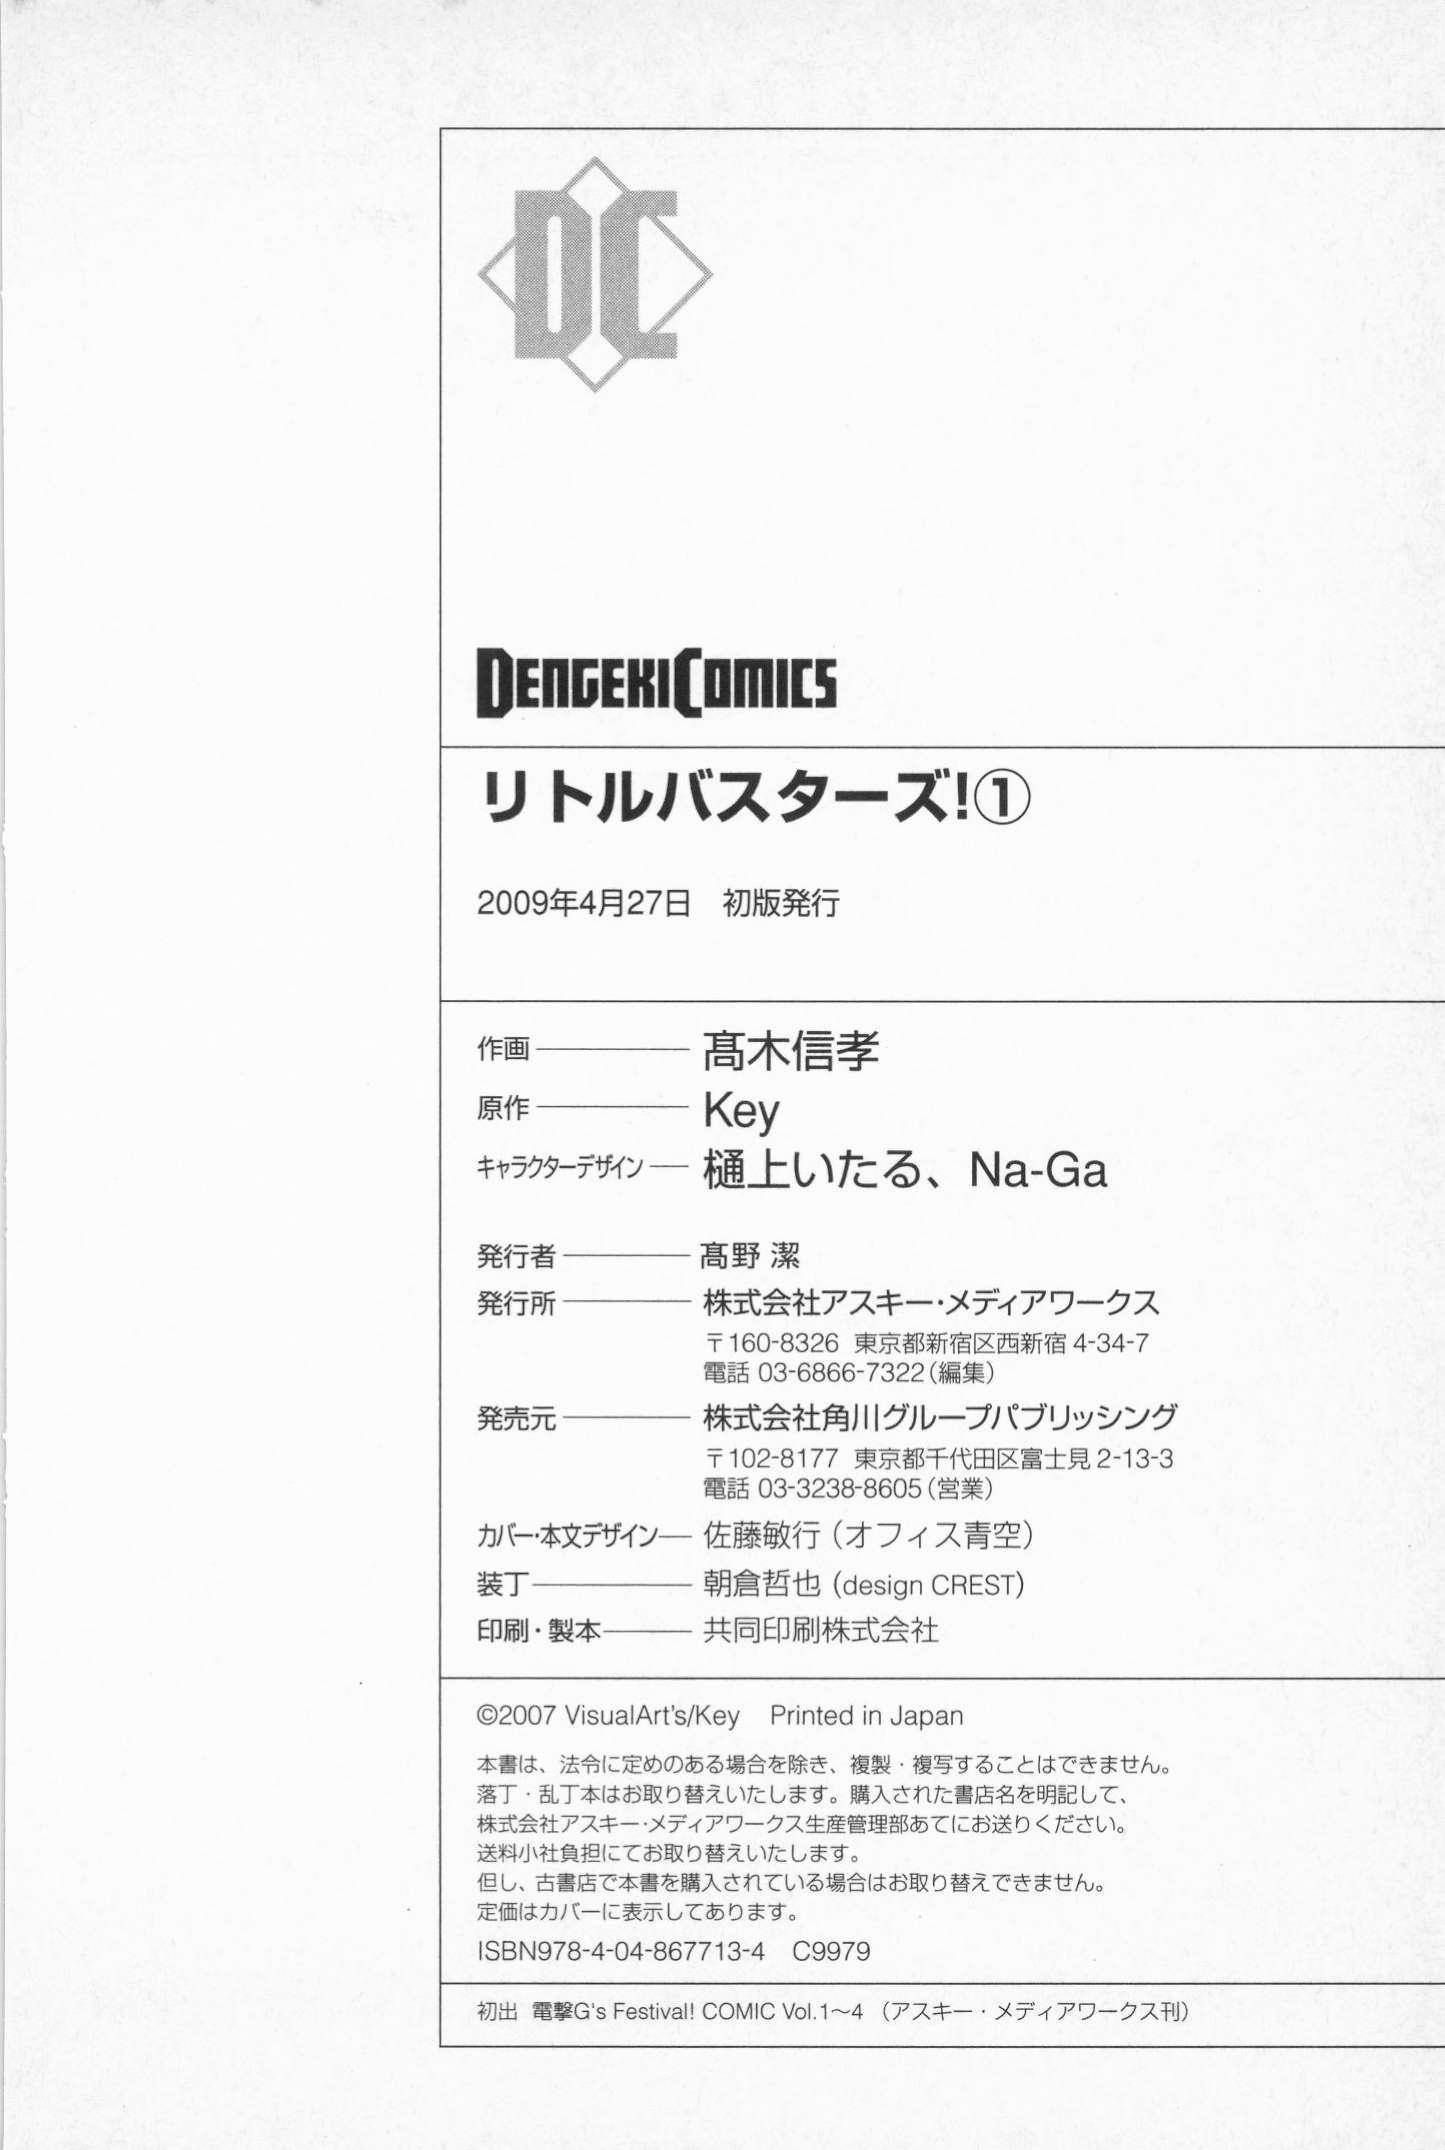 DC
DENGEKI COMICS
リトルバスターズ!①
2009年4月27日　初版発行
作画 髙木信孝
原作 Key
キャラクターデザイン 樋上いたる、Na-Ga
発行者 髙野 潔
発行所 株式会社アスキー・メディアワークス
〒160-8326 東京都新宿区西新宿 4-34-7
電話 03-6866-7322（編集）
発売元 株式会社角川グループパブリッシング
〒102-8177 東京都千代田区富士見 2-13-3
電話 03-3238-8605（営業）
カバー・本文デザイン 佐藤敏行（オフィス青空）
装丁 朝倉哲也（design CREST）
印刷・製本 共同印刷株式会社
©2007 VisualArt's/Key　Printed in Japan
本書は、法令に定めのある場合を除き、複製・複写することはできません。
落丁・乱丁本はお取り替えいたします。購入された書店名を明記して、
株式会社アスキー・メディアワークス生産管理部あてにお送りください。
送料小社負担にてお取り替えいたします。
但し、古書店で本書を購入されている場合はお取り替えできません。
定価はカバーに表示してあります。
ISBN978-4-04-867713-4　C9979
初出 電撃G's Festival! COMIC Vol.1〜4（アスキー・メディアワークス刊）